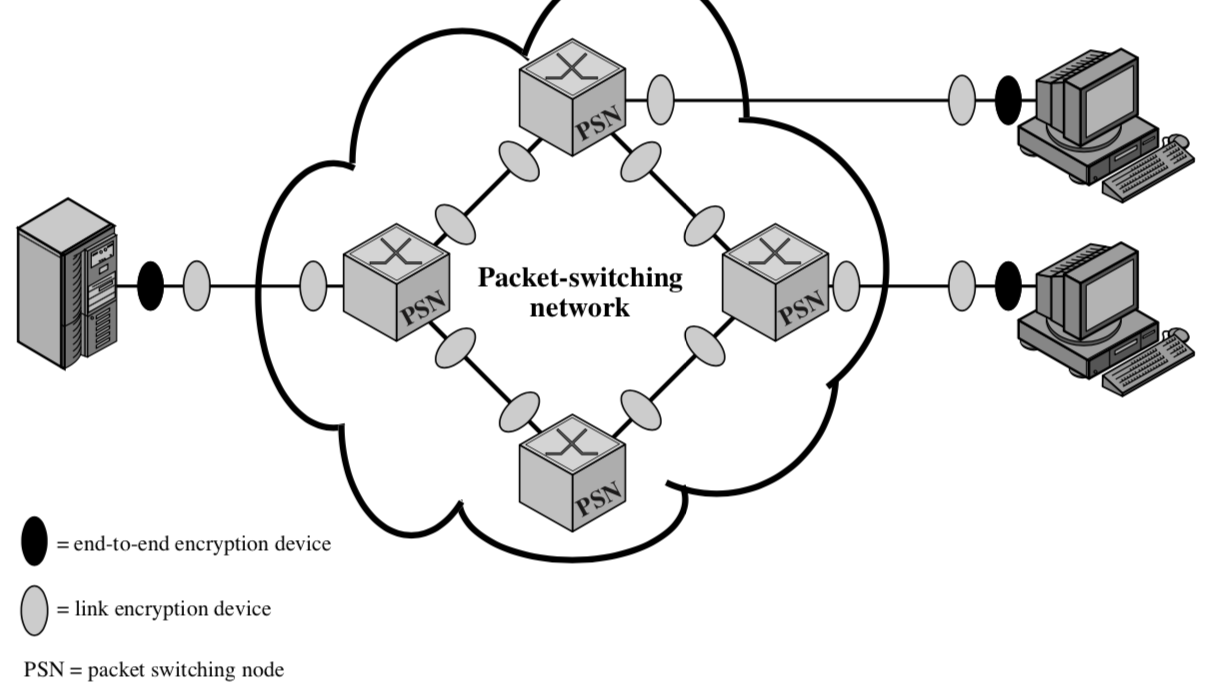 PSN
PSN
Packet-switching
network
PSN
PSN
= end-to-end encryption device
= link encryption device
PSN = packet switching node